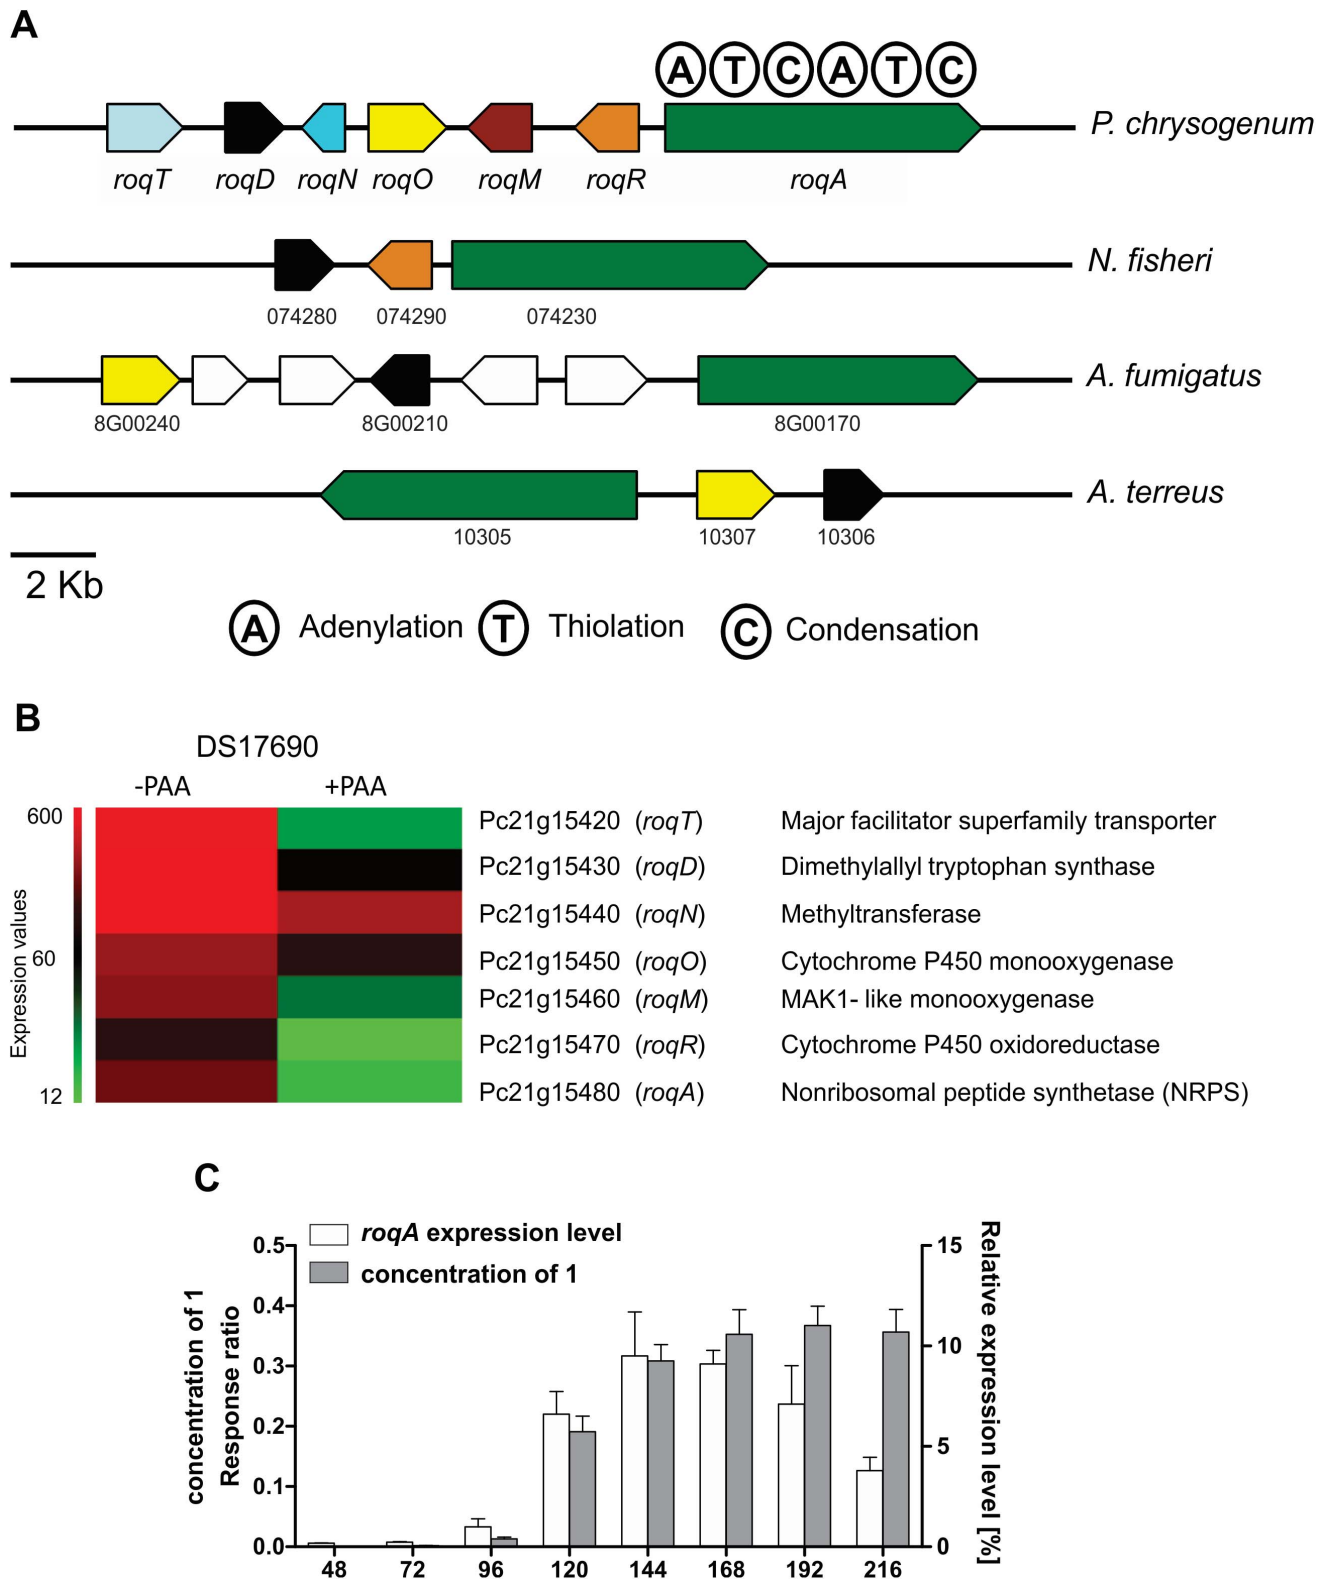 A
A T C A T C
P. chrysogenum
roqT roqD roqN roqO roqM roqR roqA
N. fisheri
074280 074290 074230
A. fumigatus
8G00240 8G00210 8G00170
A. terreus
10305 10307 10306
2 Kb
A Adenylation T Thiolation C Condensation
B
DS17690
-PAA +PAA
Expression values
600
60
12
Pc21g15420 (roqT) Major facilitator superfamily transporter
Pc21g15430 (roqD) Dimethylallyl tryptophan synthase
Pc21g15440 (roqN) Methyltransferase
Pc21g15450 (roqO) Cytochrome P450 monooxygenase
Pc21g15460 (roqM) MAK1- like monooxygenase
Pc21g15470 (roqR) Cytochrome P450 oxidoreductase
Pc21g15480 (roqA) Nonribosomal peptide synthetase (NRPS)
C
roqA expression level
concentration of 1
concentration of 1
Response ratio
0.5
0.4
0.3
0.2
0.1
0.0
15
10
5
0
Relative expression level [%]
48 72 96 120 144 168 192 216